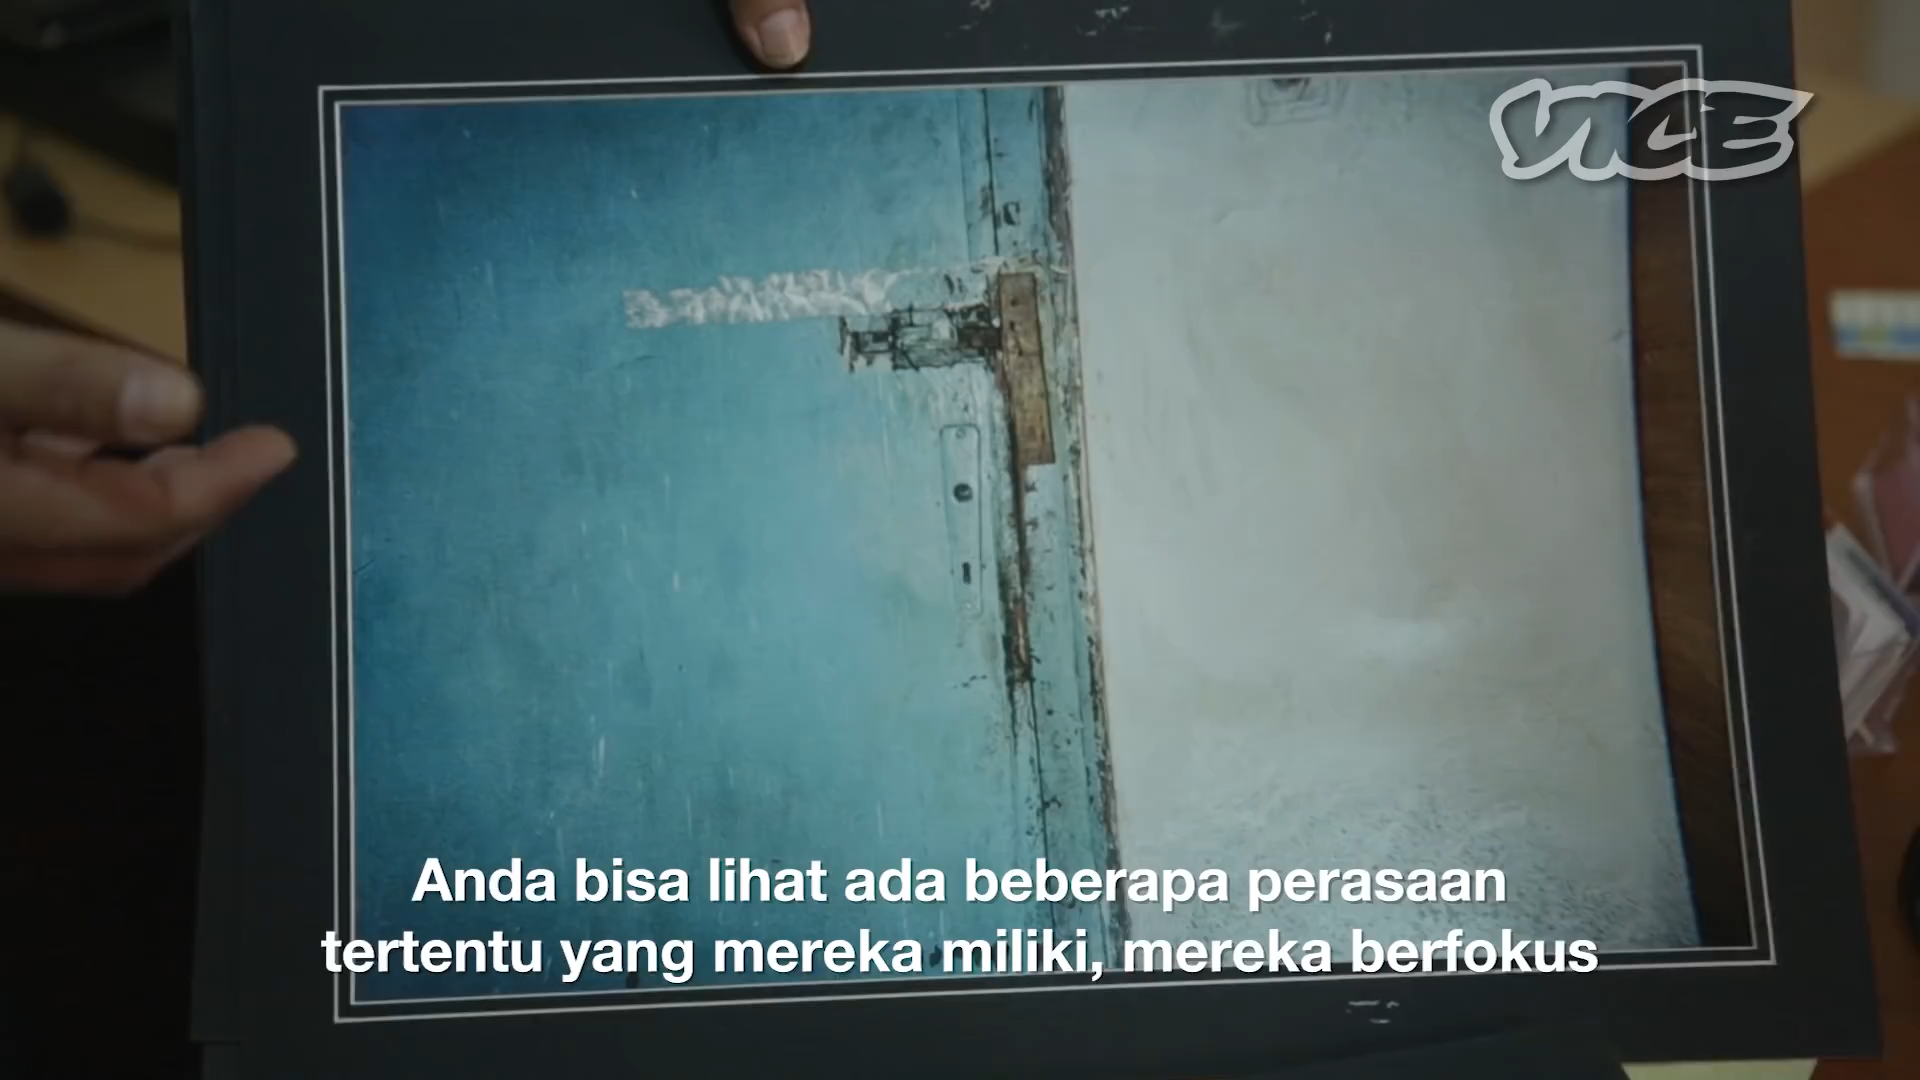 VICE
Anda bisa lihat ada beberapa perasaan
tertentu yang mereka miliki, mereka berfokus